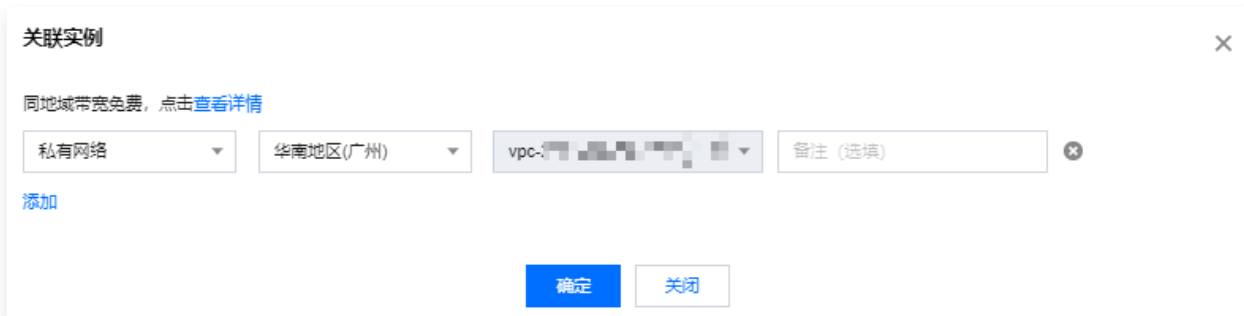 关联实例
同地域带宽免费，点击查看详情
私有网络 华南地区(广州) vpc- 备注（选填）
添加
确定 关闭